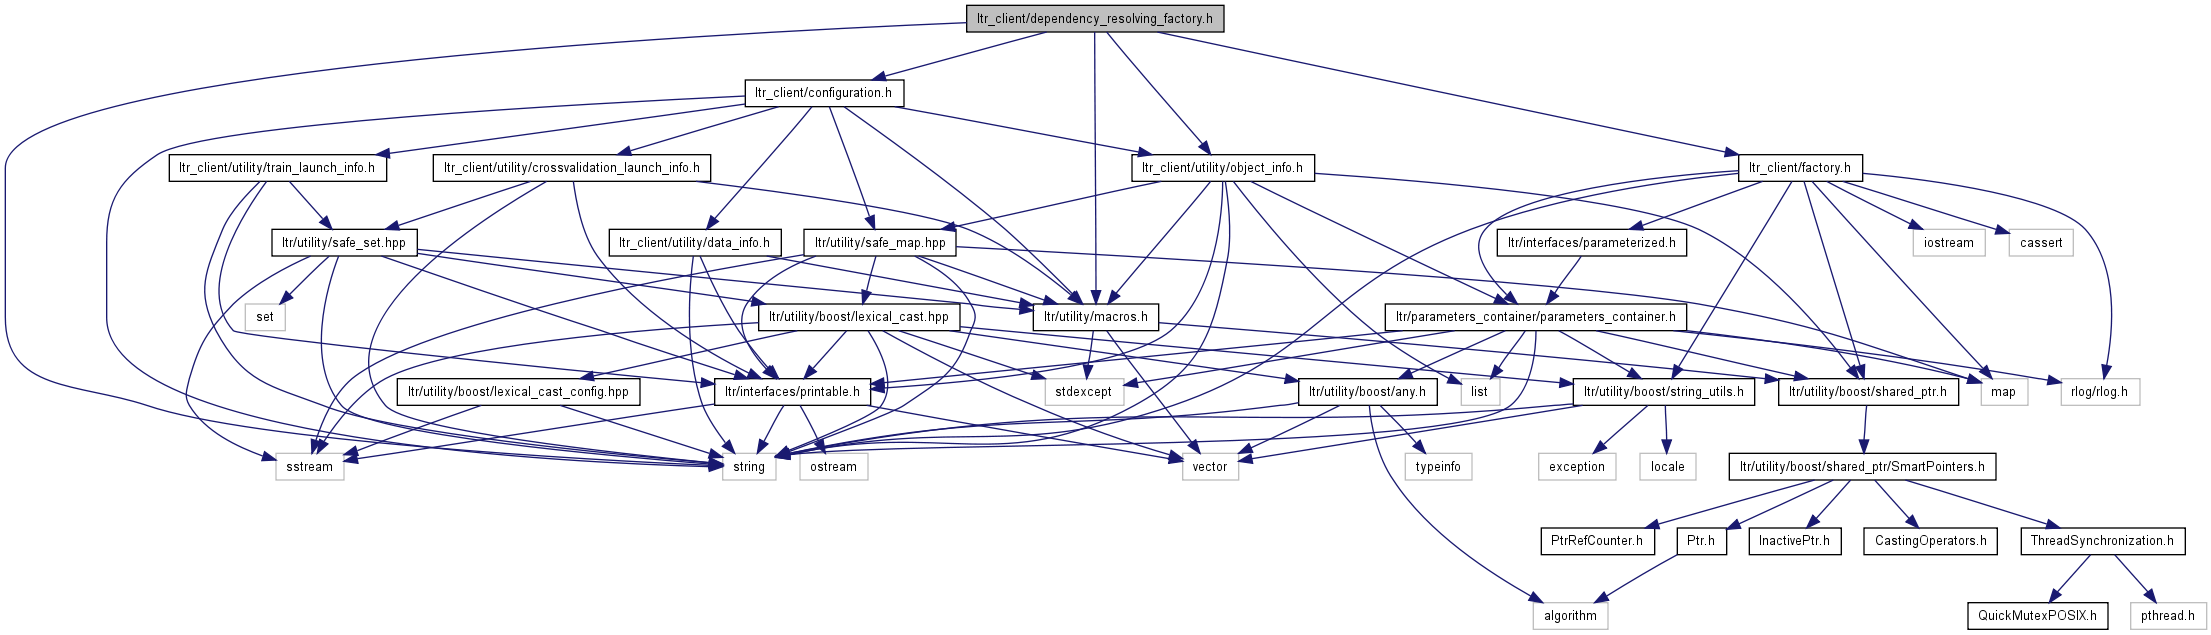 ltr_client/dependency_resolving_factory.h
ltr_client/configuration.h
ltr_client/utility/train_launch_info.h
ltr_client/utility/crossvalidation_launch_info.h
ltr_client/utility/object_info.h
ltr_client/factory.h
ltr/utility/safe_set.hpp
ltr_client/utility/data_info.h
ltr/utility/safe_map.hpp
ltr/interfaces/parameterized.h
iostream
cassert
set
ltr/utility/boost/lexical_cast.hpp
ltr/utility/macros.h
ltr/parameters_container/parameters_container.h
ltr/utility/boost/lexical_cast_config.hpp
ltr/interfaces/printable.h
stdexcept
ltr/utility/boost/any.h
list
ltr/utility/boost/string_utils.h
ltr/utility/boost/shared_ptr.h
map
rlog/rlog.h
sstream
string
ostream
vector
typeinfo
exception
locale
ltr/utility/boost/shared_ptr/SmartPointers.h
PtrRefCounter.h
Ptr.h
InactivePtr.h
CastingOperators.h
ThreadSynchronization.h
algorithm
QuickMutexPOSIX.h
pthread.h